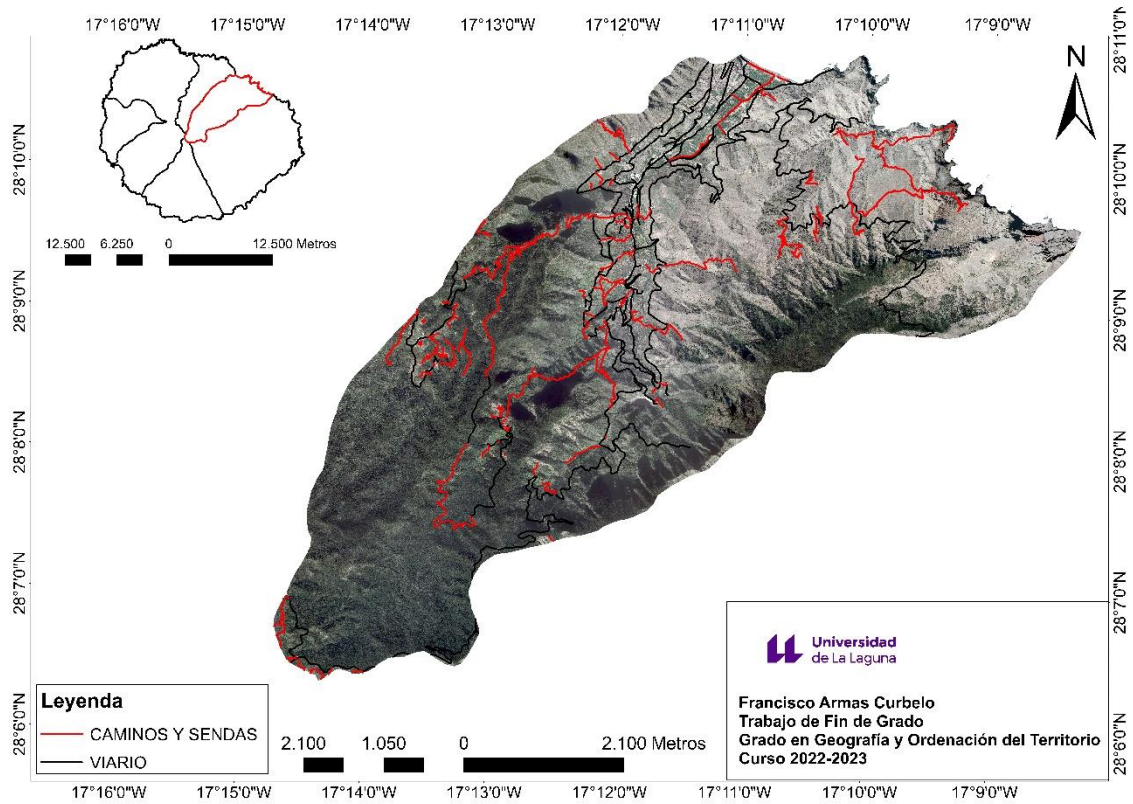 17°16'0"W 17°15'0"W 17°14'0"W 17°13'0"W 17°12'0"W 17°11'0"W 17°10'0"W 17°9'0"W
28°11'0"N
N
28°10'0"N
28°10'0"N
12.500 6.250 0 12.500 Metros
28°9'0"N
28°9'0"N
28°8'0"N
28°8'0"N
28°7'0"N
28°7'0"N
Universidad
de La Laguna
Francisco Armas Curbelo
Trabajo de Fin de Grado
Grado en Geografía y Ordenación del Territorio
Curso 2022-2023
Leyenda
CAMINOS Y SENDAS
VIARIO
2.100 1.050 0 2.100 Metros
28°6'0"N
28°6'0"N
17°16'0"W 17°15'0"W 17°14'0"W 17°13'0"W 17°12'0"W 17°11'0"W 17°10'0"W 17°9'0"W